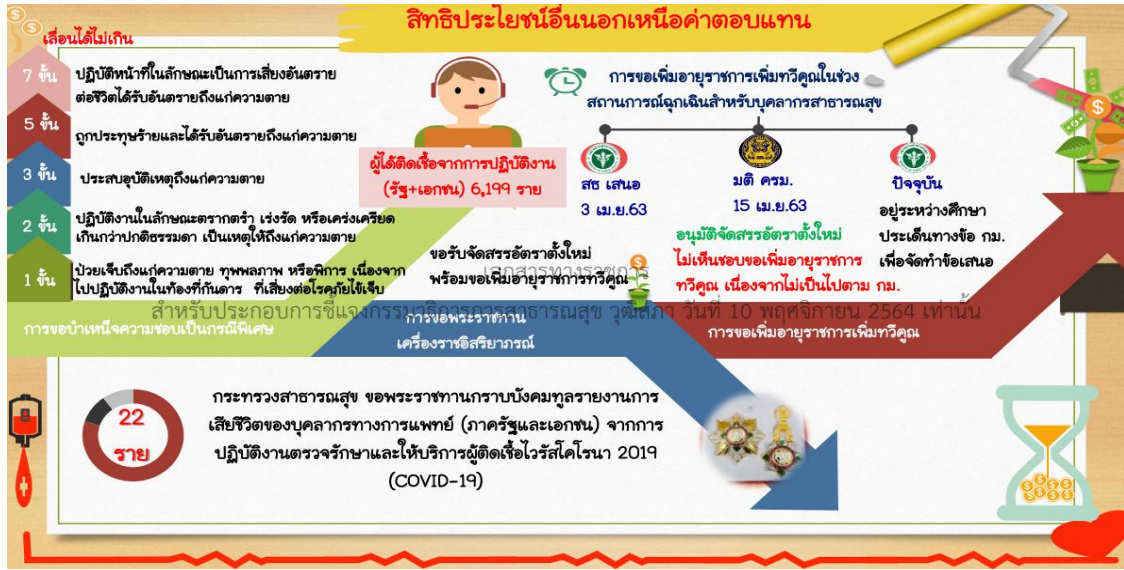 สิทธิประโยชน์อื่นนอกเหนือค่าตอบแทน
เลื่อนได้ไม่เกิน
7 ขั้น
ปฏิบัติหน้าที่ในลักษณะเป็นการเสี่ยงอันตราย
ต่อชีวิตได้รับอันตรายถึงแก่ความตาย
5 ขั้น
ถูกประทุษร้ายและได้รับอันตรายถึงแก่ความตาย
3 ขั้น
ประสบอุบัติเหตุถึงแก่ความตาย
2 ขั้น
ปฏิบัติงานในลักษณะตรากตรำ เร่งรัด หรือเคร่งเครียด
เกินกว่าปกติธรรมดา เป็นเหตุให้ถึงแก่ความตาย
1 ขั้น
ป่วยเจ็บถึงแก่ความตาย ทุพพลภาพ หรือพิการ เนื่องจาก
ไปปฏิบัติงานในท้องที่กันดาร ที่เสี่ยงต่อโรคภัยไข้เจ็บ
การขอบำเหน็จความชอบเป็นกรณีพิเศษ
ผู้ได้ติดเชื้อจากการปฏิบัติงาน
(รัฐ+เอกชน) 6,199 ราย
การขอเพิ่มอายุราชการเพิ่มทวีคูณในช่วง
สถานการณ์ฉุกเฉินสำหรับบุคลากรสาธารณสุข
สธ เสนอ
3 เม.ย.63
ขอรับจัดสรรอัตราตั้งใหม่
พร้อมขอเพิ่มอายุราชการทวีคูณ
มติ ครม.
15 เม.ย.63
อนุมัติจัดสรรอัตราตั้งใหม่
ไม่เห็นชอบขอเพิ่มอายุราชการ
ทวีคูณ เนื่องจากไม่เป็นไปตาม กม.
ปัจจุบัน
อยู่ระหว่างศึกษา
ประเด็นทางข้อ กม.
เพื่อจัดทำข้อเสนอ
เอกสารทางราชการ
สำหรับประกอบการชี้แจงกรรมาธิการการสาธารณสุข วุฒิสภา วันที่ 10 พฤศจิกายน 2564 เท่านั้น
การขอพระราชทาน
เครื่องราชอิสริยาภรณ์
การขอเพิ่มอายุราชการเพิ่มทวีคูณ
22
ราย
กระทรวงสาธารณสุข ขอพระราชทานกราบบังคมทูลรายงานการ
เสียชีวิตของบุคลากรทางการแพทย์ (ภาครัฐและเอกชน) จากการ
ปฏิบัติงานตรวจรักษาและให้บริการผู้ติดเชื้อไวรัสโคโรนา 2019
(COVID-19)